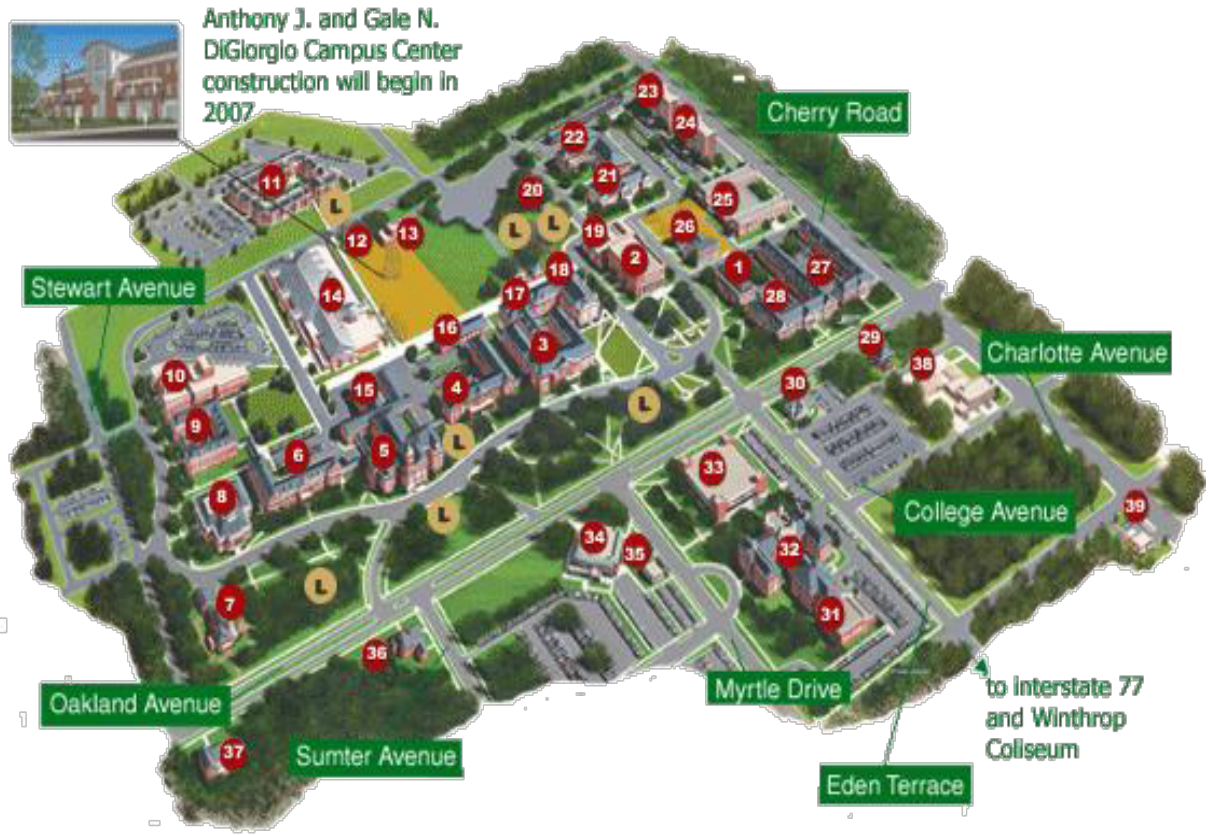 Anthony J. and Gale N.
DiGiorgio Campus Center
construction will begin in
2007
23
Cherry Road
24
22
21
11
20
25
L
L
L
26
13
12
19
2
1
27
18
Stewart Avenue
14
17
28
16
3
29
Charlotte Avenue
38
10
15
4
30
L
9
6
5
L
33
8
College Avenue
39
L
34
35
32
L
7
31
36
Myrtle Drive
to interstate 77
and Winthrop
Coliseum
Oakland Avenue
37
Sumter Avenue
Eden Terrace